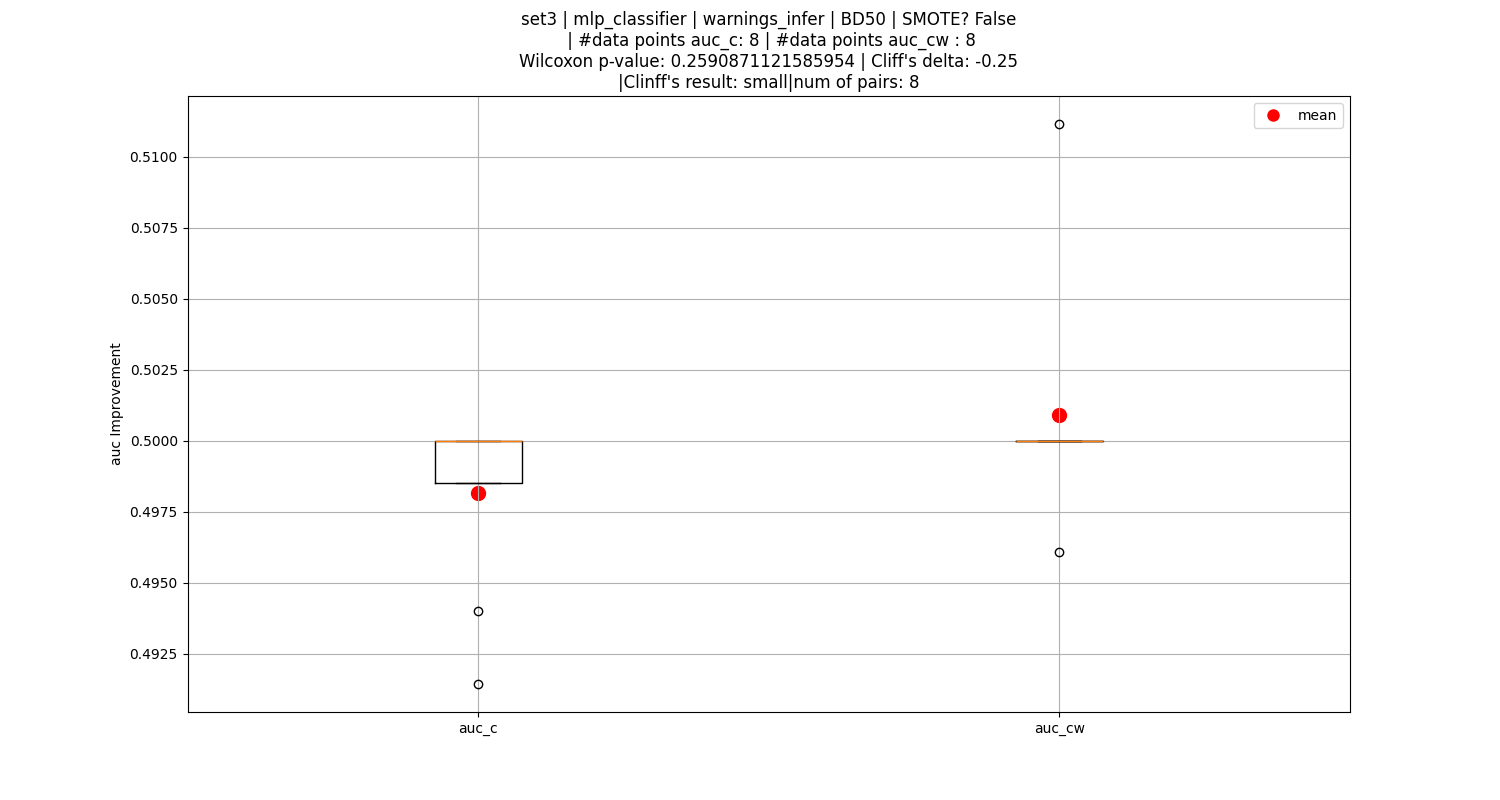 set3 | mlp_classifier | warnings_infer | BD50 | SMOTE? False
| #data points auc_c: 8 | #data points auc_cw : 8
Wilcoxon p-value: 0.2590871121585954 | Cliff's delta: -0.25
|Clinff's result: small|num of pairs: 8
mean
0.5100
0.5075
0.5050
0.5025
0.5000
0.4975
0.4950
0.4925
auc Improvement
auc_c
auc_cw